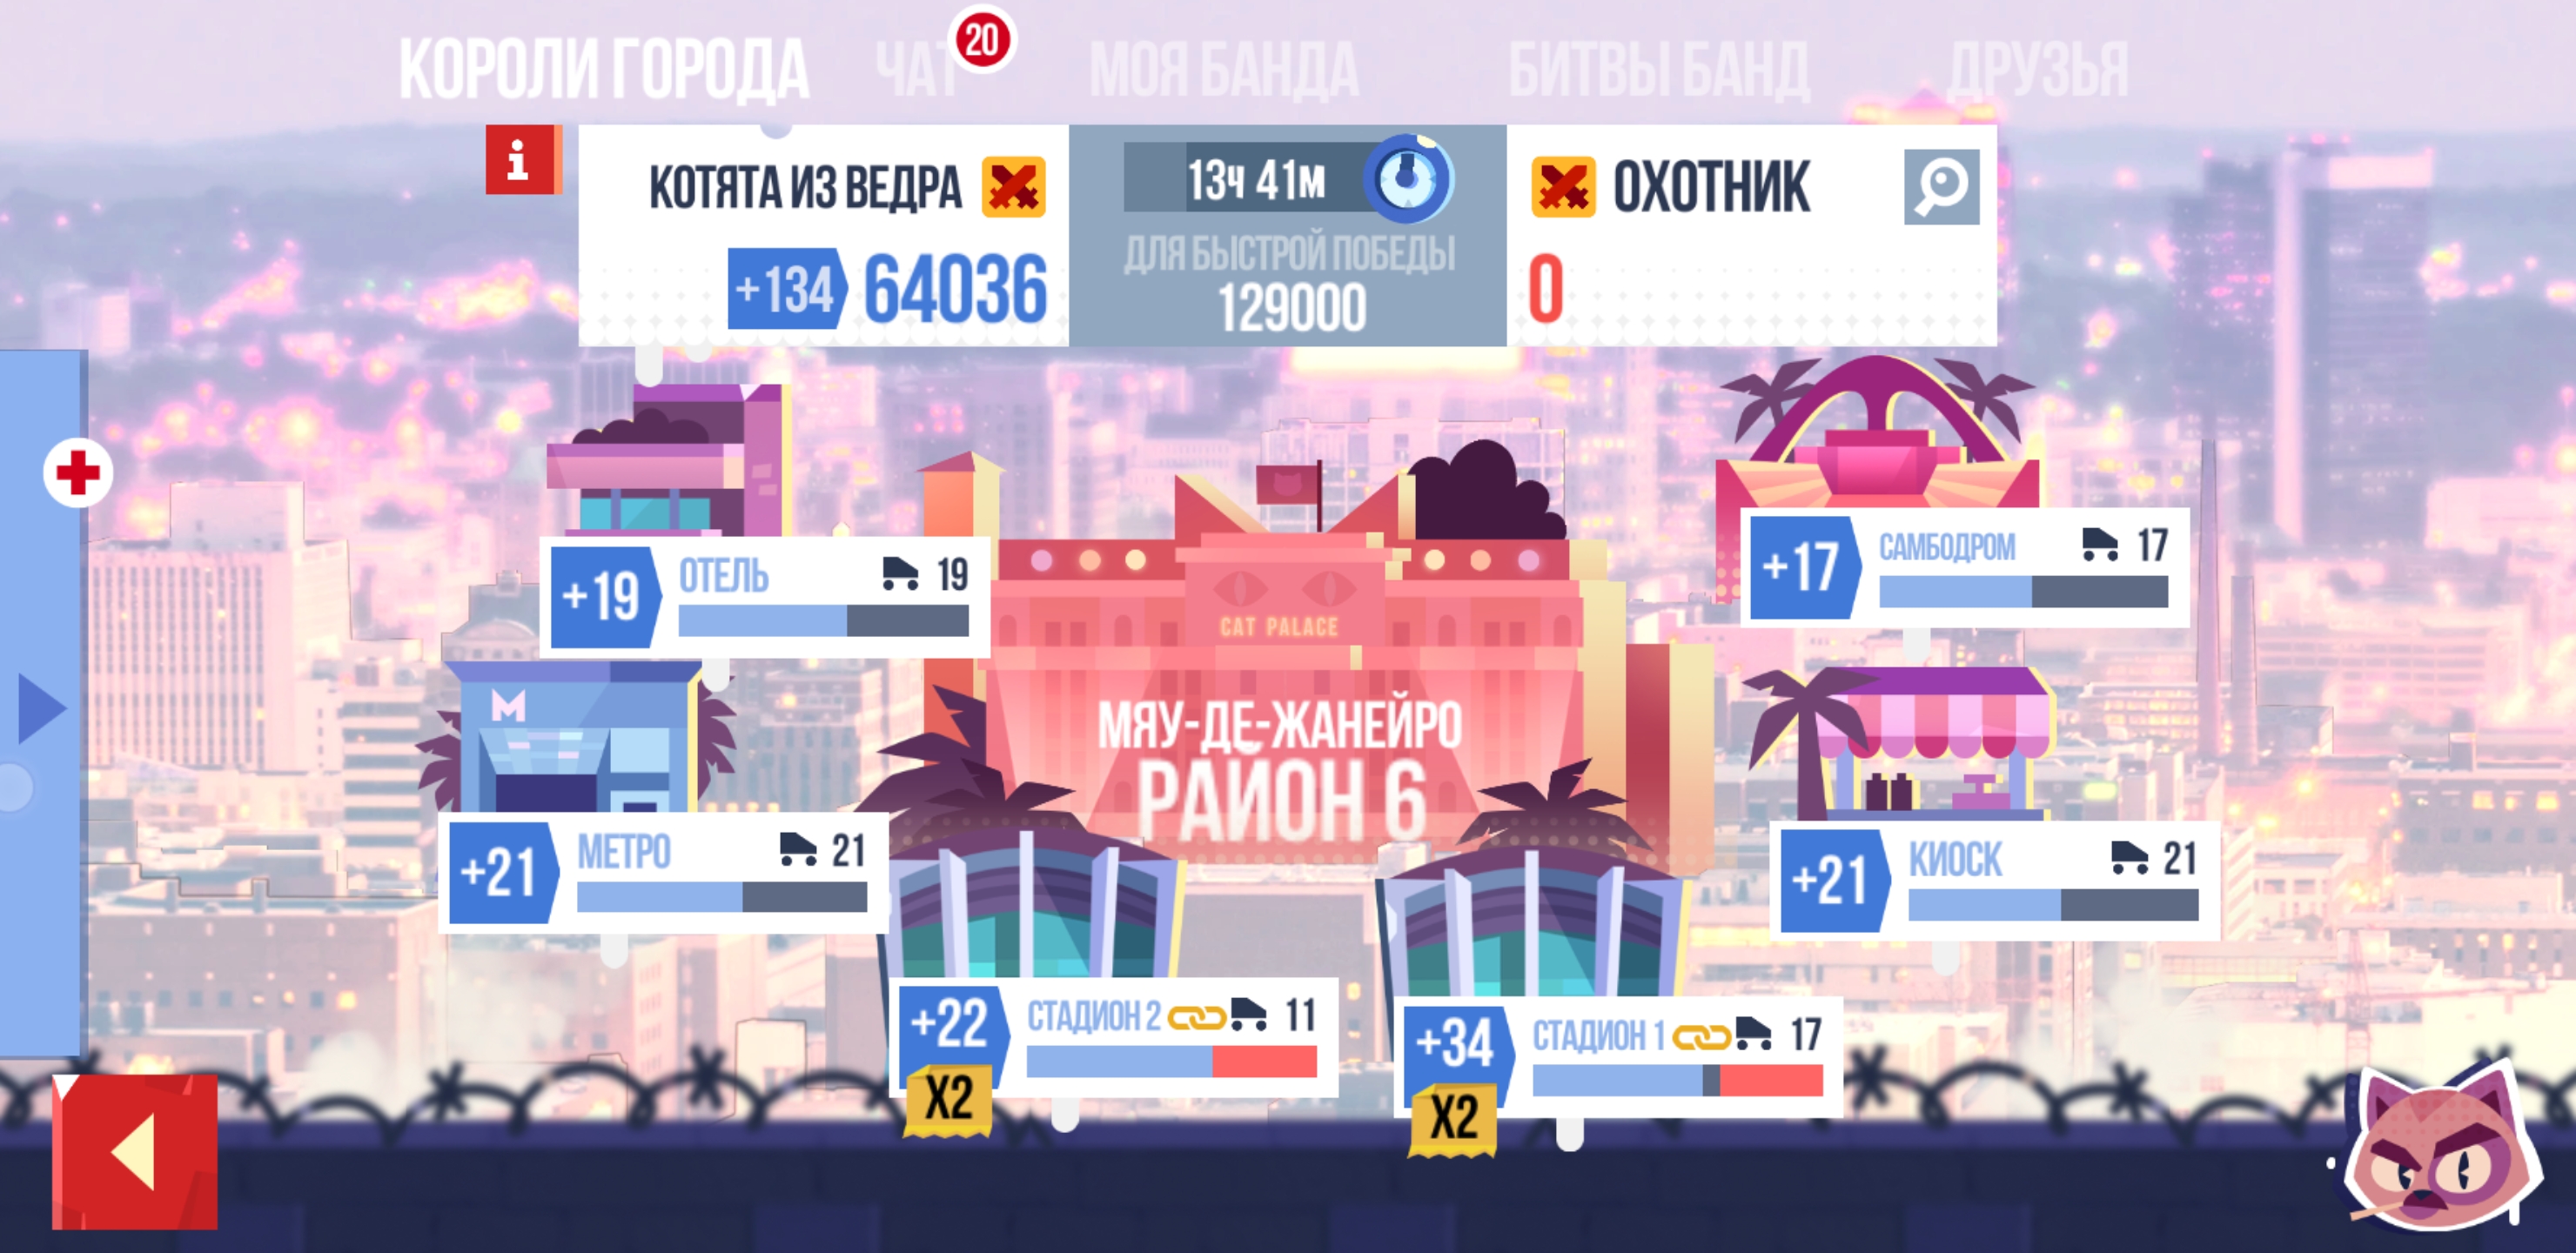 КОРОЛИ ГОРОДА
ЧАТ
20
МОЯ БАНДА
БИТВЫ БАНД
ДРУЗЬЯ
i
КОТЯТА ИЗ ВЕДРА
13ч 41м
ОХОТНИК
+134 64036
ДЛЯ БЫСТРОЙ ПОБЕДЫ
129000
0
+19 ОТЕЛЬ 19
+17 САМБОДРОМ 17
CAT PALACE
M
МЯУ-ДЕ-ЖАНЕЙРО
РАЙОН 6
+21 МЕТРО 21
+21 КИОСК 21
+22 СТАДИОН 2 11
X2
+34 СТАДИОН 1 17
X2